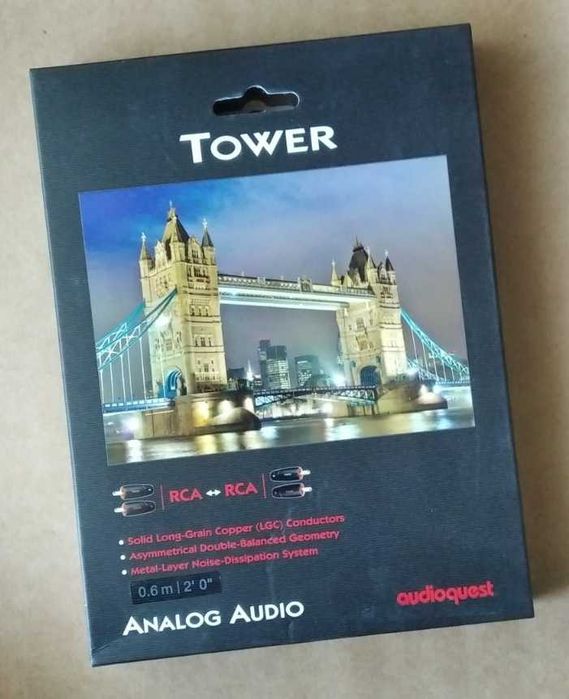 TOWER
RCA ↔ RCA
• Solid Long-Grain Copper (LGC) Conductors
• Asymmetrical Double-Balanced Geometry
• Metal-Layer Noise-Dissipation System
0.6 m | 2' 0"
ANALOG AUDIO
audioquest